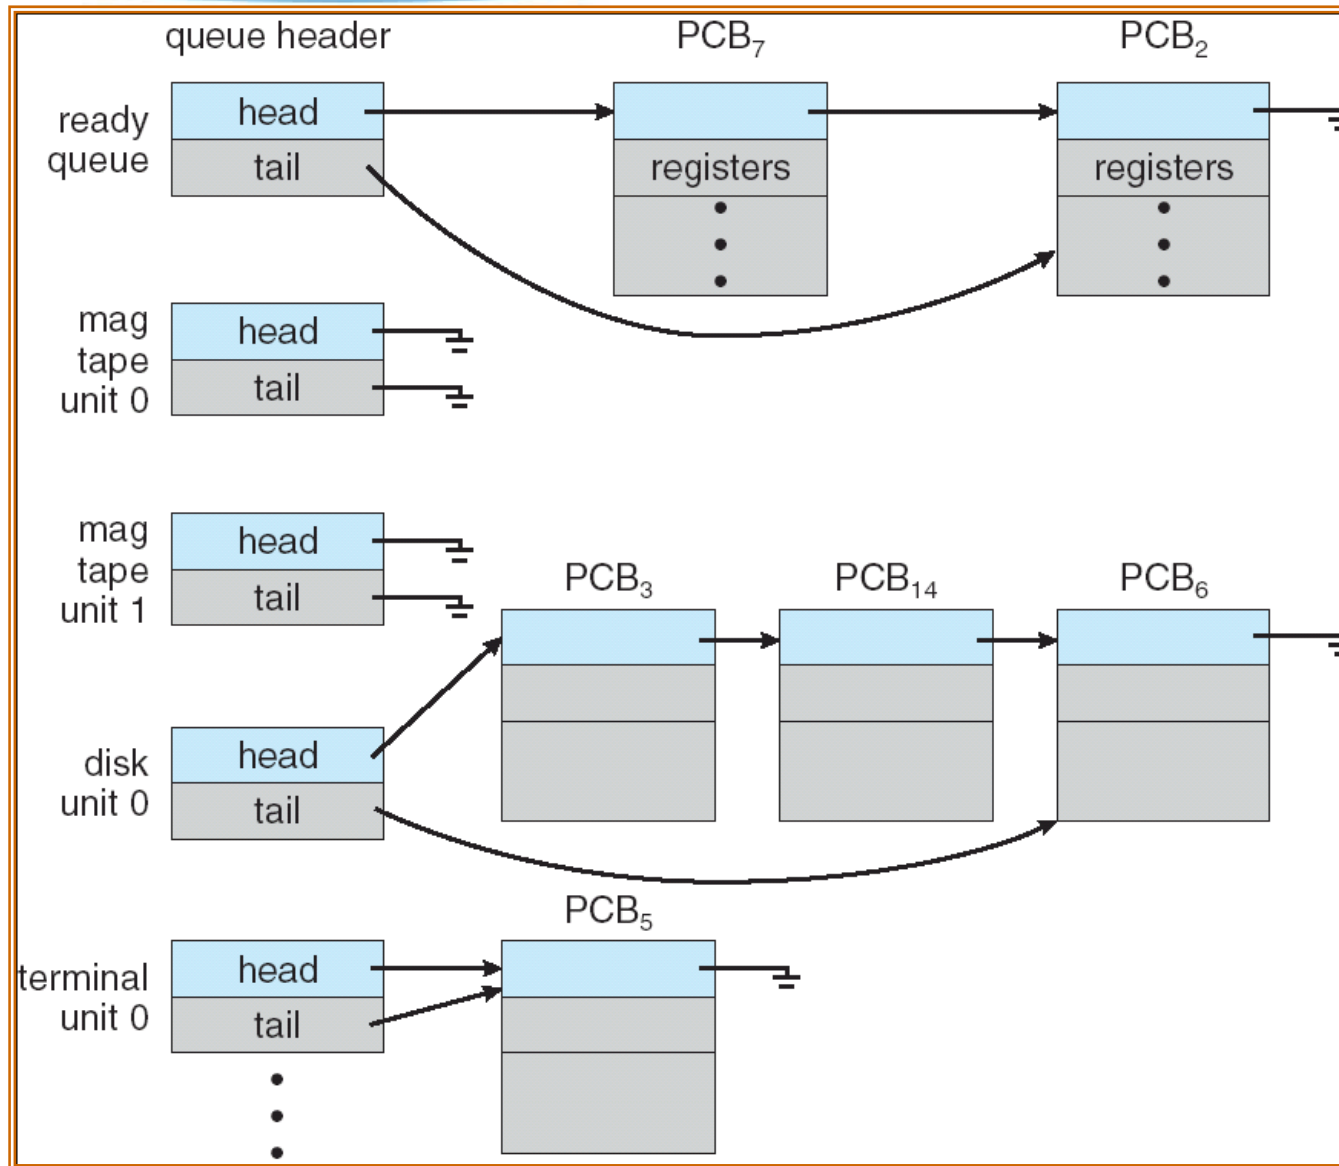 queue header
PCB₇
PCB₂
ready
queue
head
tail
registers
registers
mag
tape
unit 0
head
tail
mag
tape
unit 1
head
tail
PCB₃
PCB₁₄
PCB₆
disk
unit 0
head
tail
PCB₅
terminal
unit 0
head
tail